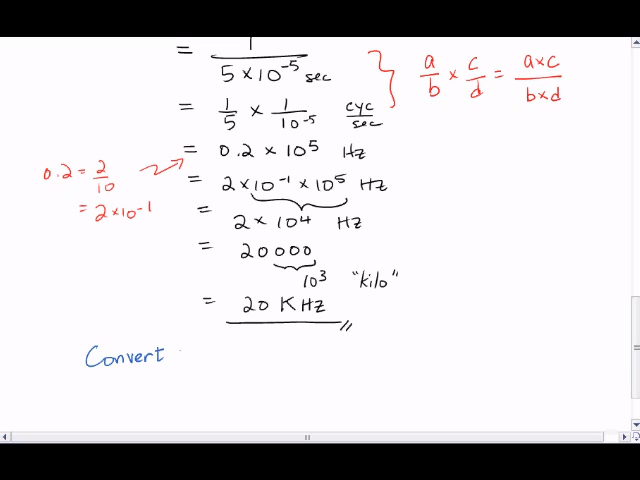 = 1 / 5 × 10⁻⁵ sec
= 1/5 × 1/10⁻⁵ cyc/sec
a/b × c/d = a×c / b×d
= 0.2 × 10⁵ Hz
0.2 = 2/10
= 2×10⁻¹
= 2×10⁻¹ × 10⁵ Hz
= 2 × 10⁴ Hz
= 20000
10³ "kilo"
= 20 KHz
Convert